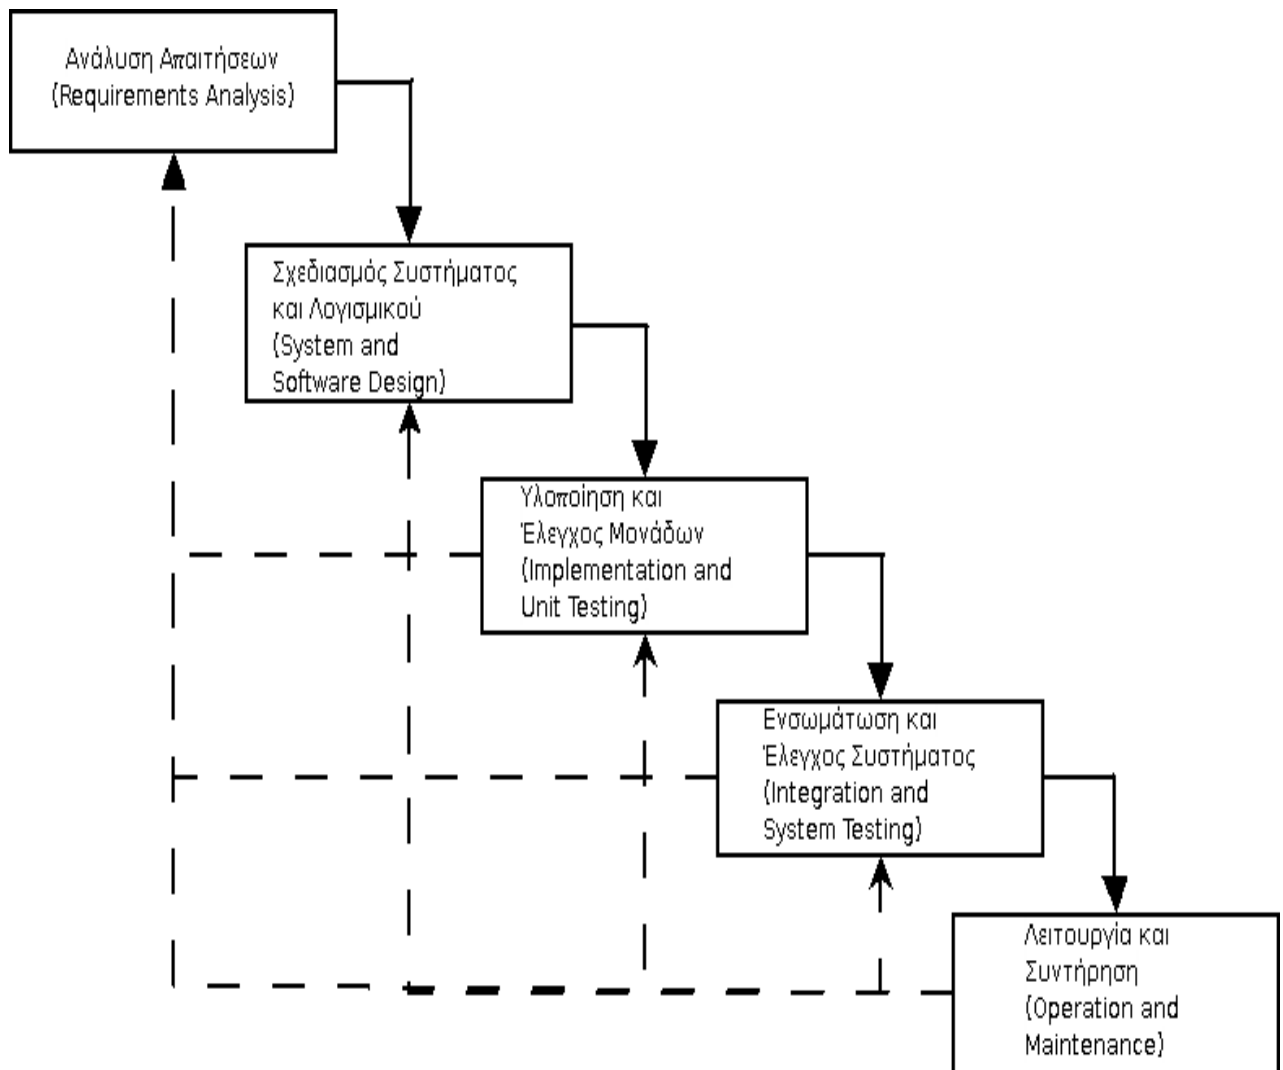 Ανάλυση Απαιτήσεων
(Requirements Analysis)
Σχεδιασμός Συστήματος
και Λογισμικού
(System and
Software Design)
Υλοποίηση και
Έλεγχος Μονάδων
(Implementation and
Unit Testing)
Ενσωμάτωση και
Έλεγχος Συστήματος
(Integration and
System Testing)
Λειτουργία και
Συντήρηση
(Operation and
Maintenance)